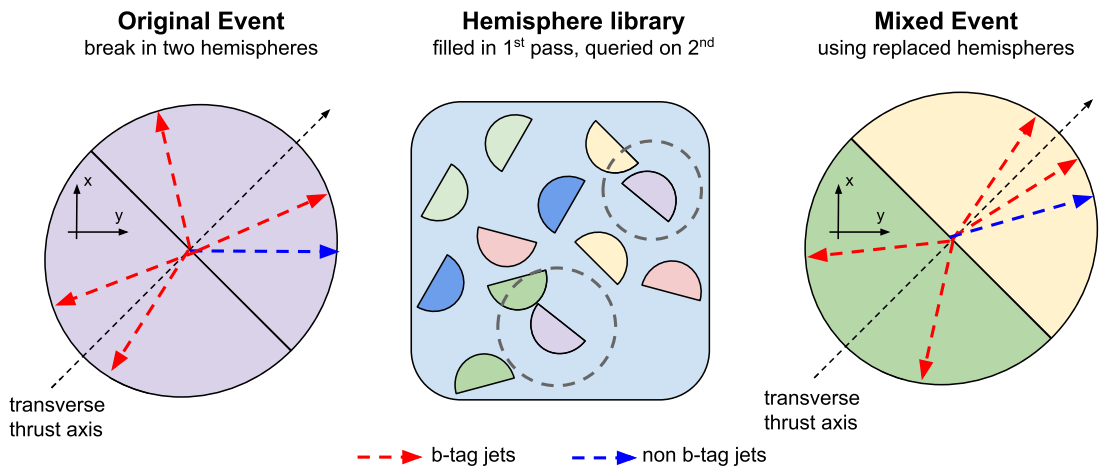 Original Event
break in two hemispheres
Hemisphere library
filled in 1st pass, queried on 2nd
Mixed Event
using replaced hemispheres
x
y
x
y
transverse
thrust axis
transverse
thrust axis
b-tag jets
non b-tag jets